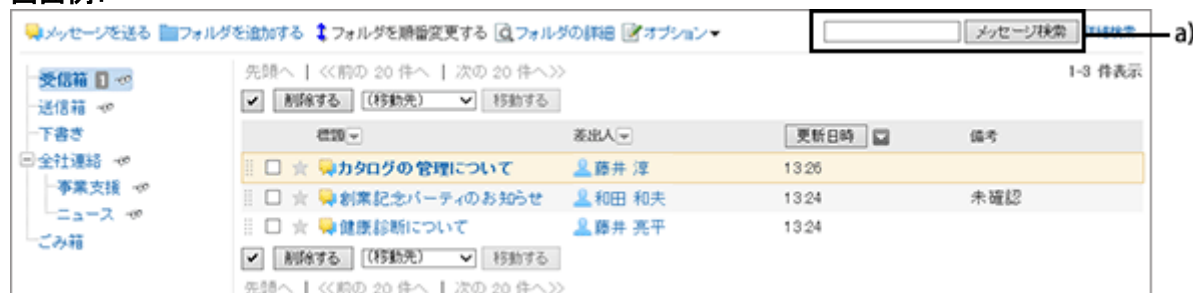 メッセージを送る フォルダを追加する フォルダを順番変更する フォルダの詳細 オプション▼ メッセージ検索 a)
受信箱 1
送信箱
下書き
全社連絡
事業支援
ニュース
ごみ箱
先頭へ | <<前の 20 件へ | 次の 20 件へ>>
1-3 件表示
削除する (移動先) 移動する
標題 差出人 更新日時 備考
カタログの管理について 藤井 淳 13:26
創業記念パーティのお知らせ 和田 和夫 13:24 未確認
健康診断について 藤井 亮平 13:24
削除する (移動先) 移動する
先頭へ | <<前の 20 件へ | 次の 20 件へ>>